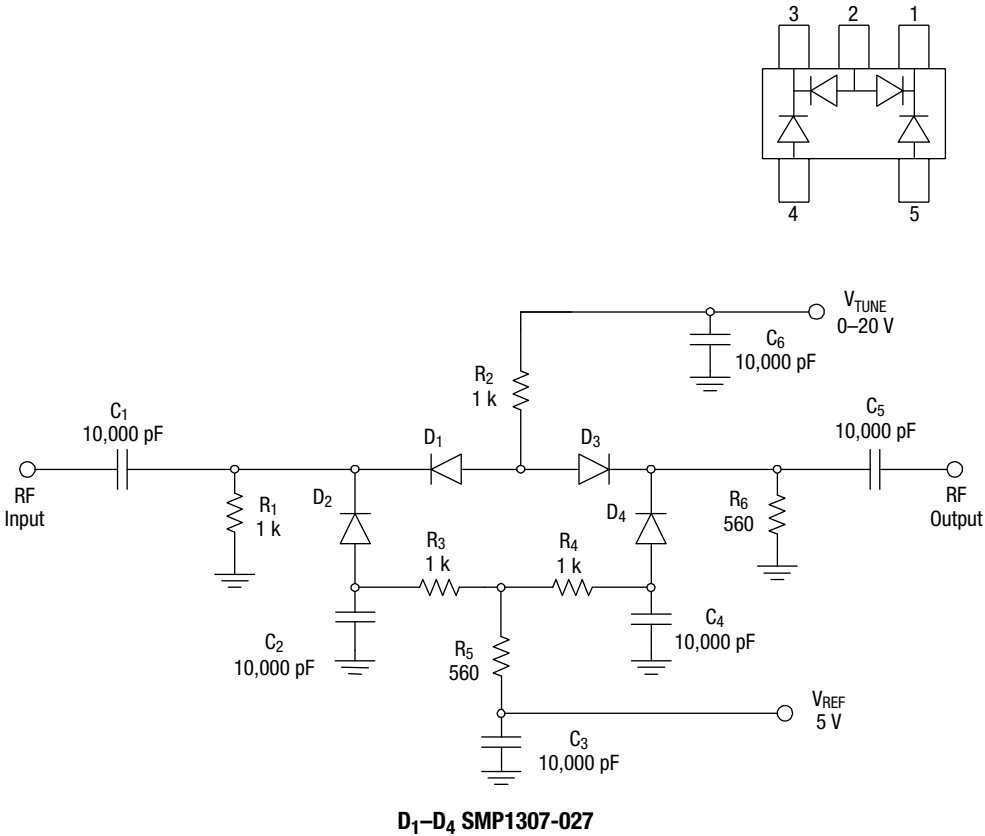 3 2 1
4 5
V_TUNE
0–20 V
C6
10,000 pF
R2
1 k
C1
10,000 pF
D1
D3
C5
10,000 pF
RF
Input
R1
1 k
D2
D4
R6
560
RF
Output
R3
1 k
R4
1 k
C2
10,000 pF
R5
560
C4
10,000 pF
V_REF
5 V
C3
10,000 pF
D1–D4 SMP1307-027